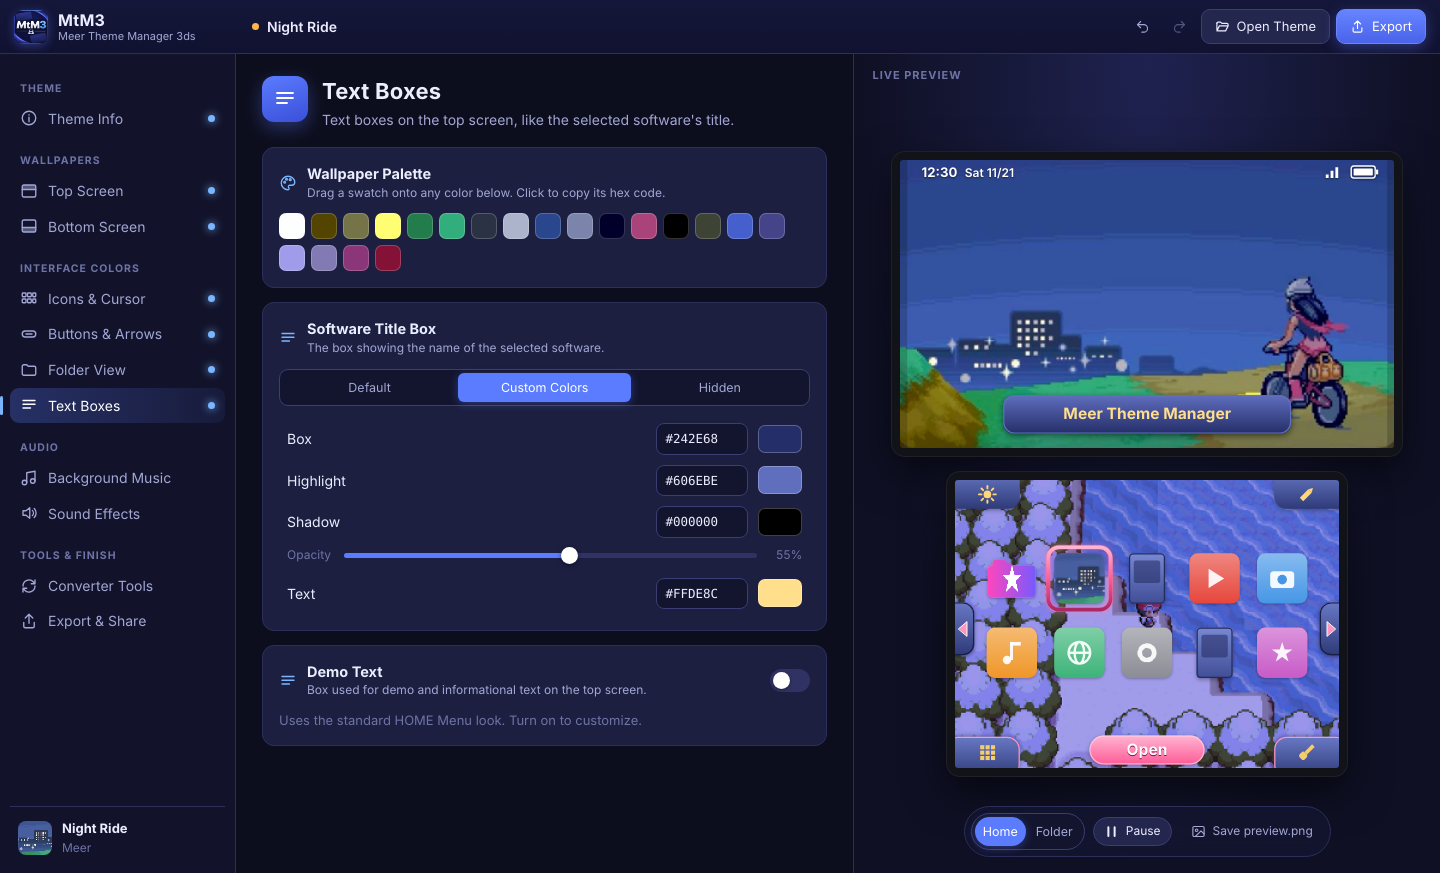 MtM3
MtM3
Meer Theme Manager 3ds
Night Ride
Open Theme
Export
THEME
Theme Info
WALLPAPERS
Top Screen
Bottom Screen
INTERFACE COLORS
Icons & Cursor
Buttons & Arrows
Folder View
Text Boxes
AUDIO
Background Music
Sound Effects
TOOLS & FINISH
Converter Tools
Export & Share
Night Ride
Meer
Text Boxes
Text boxes on the top screen, like the selected software's title.
Wallpaper Palette
Drag a swatch onto any color below. Click to copy its hex code.
Software Title Box
The box showing the name of the selected software.
Default
Custom Colors
Hidden
Box
#242E68
Highlight
#606EBE
Shadow
#000000
Opacity
55%
Text
#FFDE8C
Demo Text
Box used for demo and informational text on the top screen.
Uses the standard HOME Menu look. Turn on to customize.
LIVE PREVIEW
12:30 Sat 11/21
Meer Theme Manager
Open
Home
Folder
Pause
Save preview.png